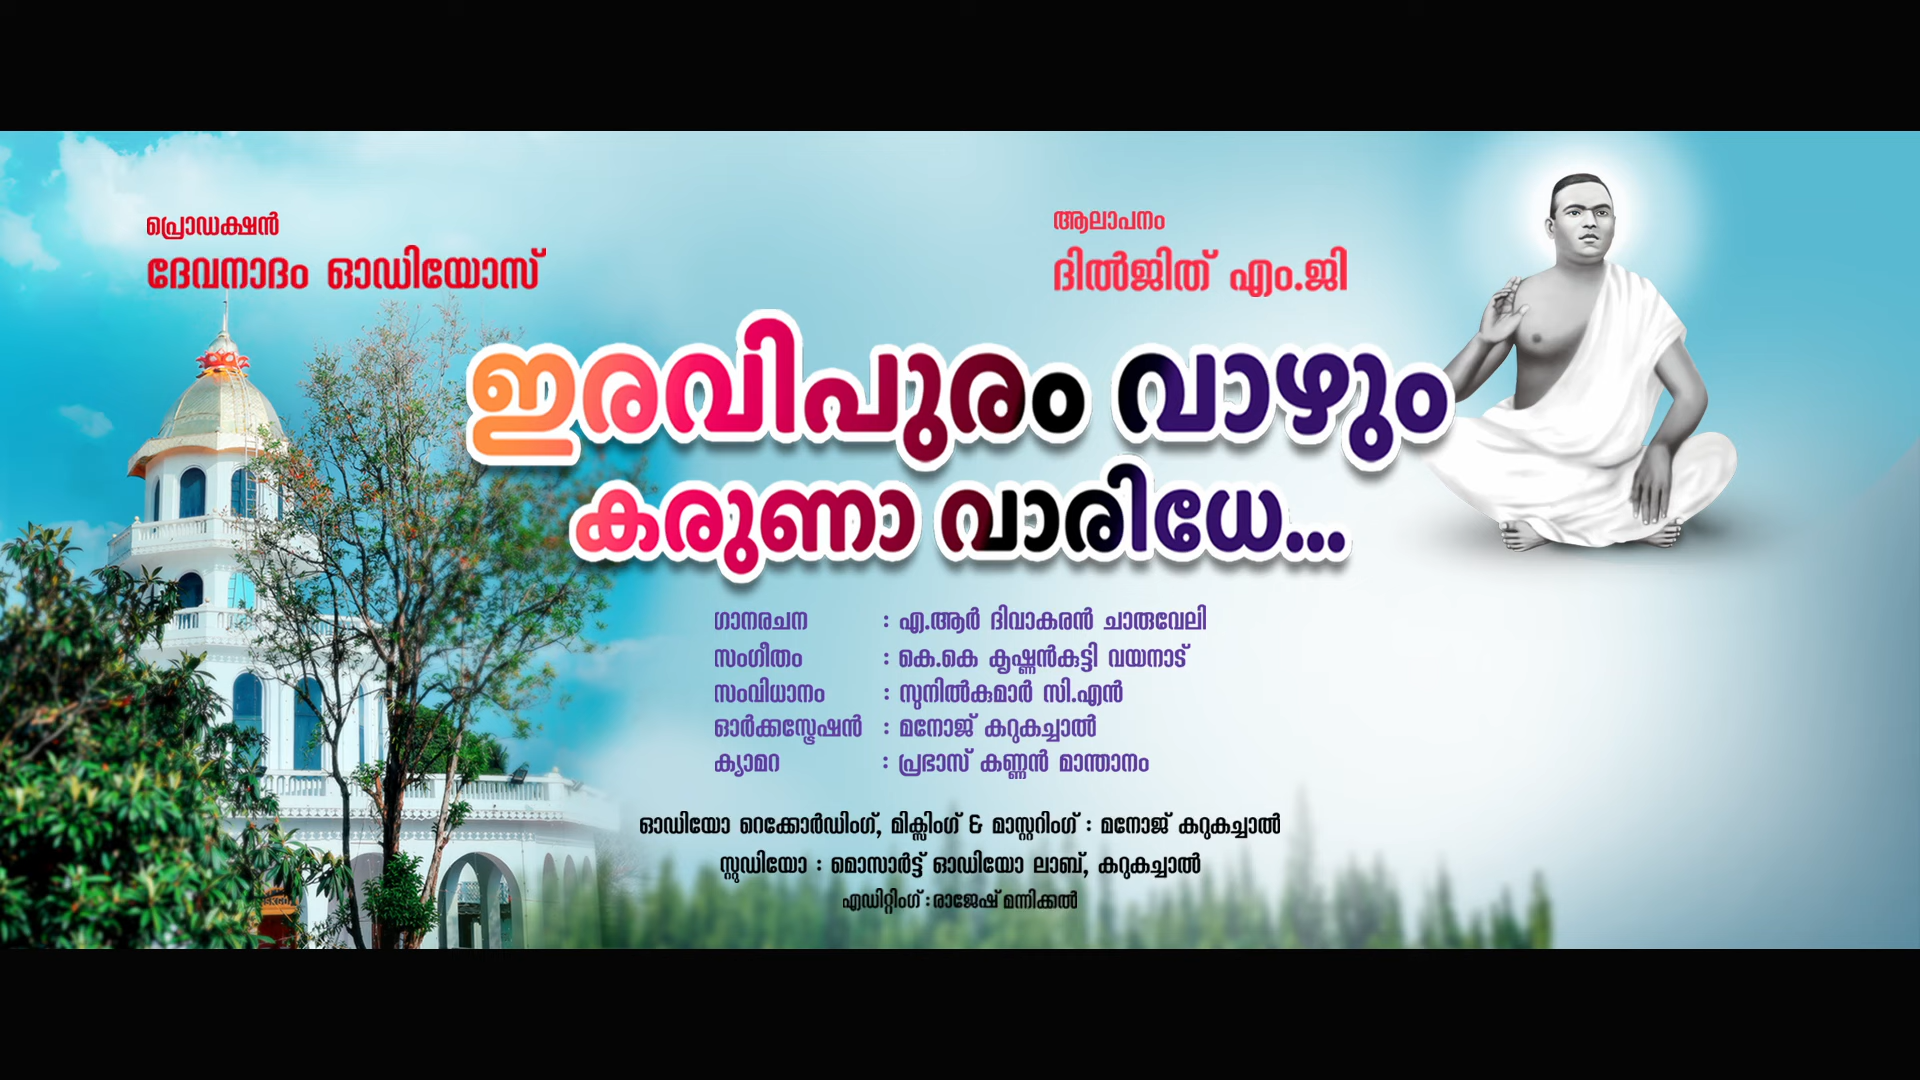 പ്രൊഡക്ഷൻ
ദേവനാദം ഓഡിയോസ്
ആലാപനം
ദിൽജിത് എം.ജി
ഇരവിപുരം വാഴും
കരുണാ വാരിധേ...
ഗാനരചന : എ.ആർ ദിവാകരൻ ചാരുവേലി
സംഗീതം : കെ.കെ കൃഷ്ണൻകുട്ടി വയനാട്
സംവിധാനം : സുനിൽകുമാർ സി.എൻ
ഓർക്കസ്ട്രേഷൻ : മനോജ് കറുകച്ചാൽ
ക്യാമറ : പ്രഭാസ് കണ്ണൻ മാന്താനം
ഓഡിയോ റെക്കോർഡിംഗ്, മിക്സിംഗ് & മാസ്റ്ററിംഗ് : മനോജ് കറുകച്ചാൽ
സ്റ്റുഡിയോ : മൊസാർട്ട് ഓഡിയോ ലാബ്, കറുകച്ചാൽ
എഡിറ്റിംഗ് : രാജേഷ് മന്നിക്കൽ